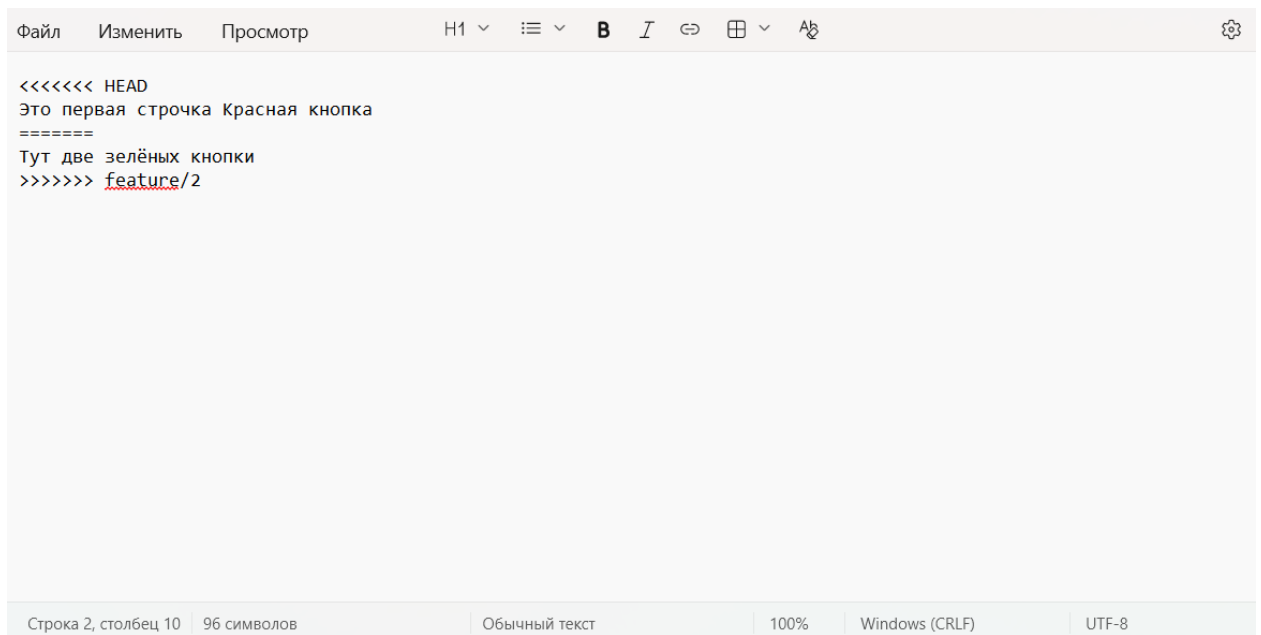 Файл Изменить Просмотр H1 B I Ab
<<<<<<< HEAD
Это первая строчка Красная кнопка
=======
Тут две зелёных кнопки
>>>>>>> feature/2
Строка 2, столбец 10 96 символов Обычный текст 100% Windows (CRLF) UTF-8